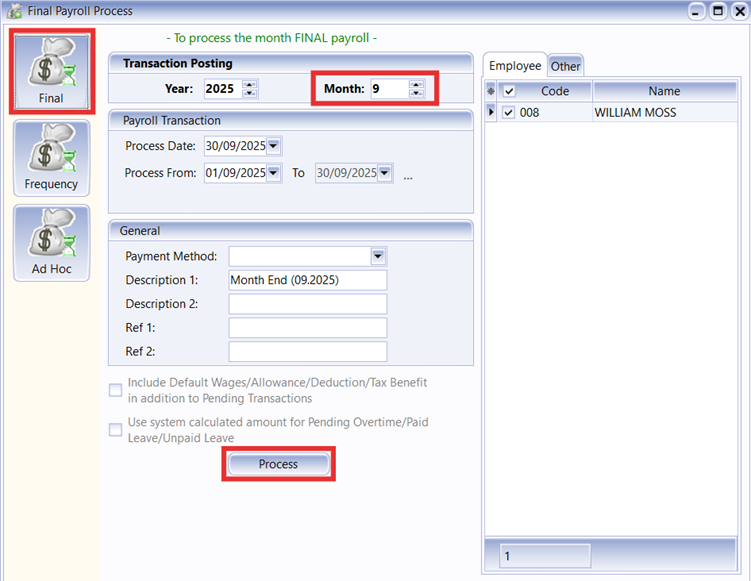 Final Payroll Process
Final
Frequency
Ad Hoc
- To process the month FINAL payroll -
Transaction Posting
Year: 2025 Month: 9
Payroll Transaction
Process Date: 30/09/2025
Process From: 01/09/2025 To 30/09/2025 ...
General
Payment Method:
Description 1: Month End (09.2025)
Description 2:
Ref 1:
Ref 2:
Include Default Wages/Allowance/Deduction/Tax Benefit
in addition to Pending Transactions
Use system calculated amount for Pending Overtime/Paid
Leave/Unpaid Leave
Process
Employee Other
Code Name
008 WILLIAM MOSS
1